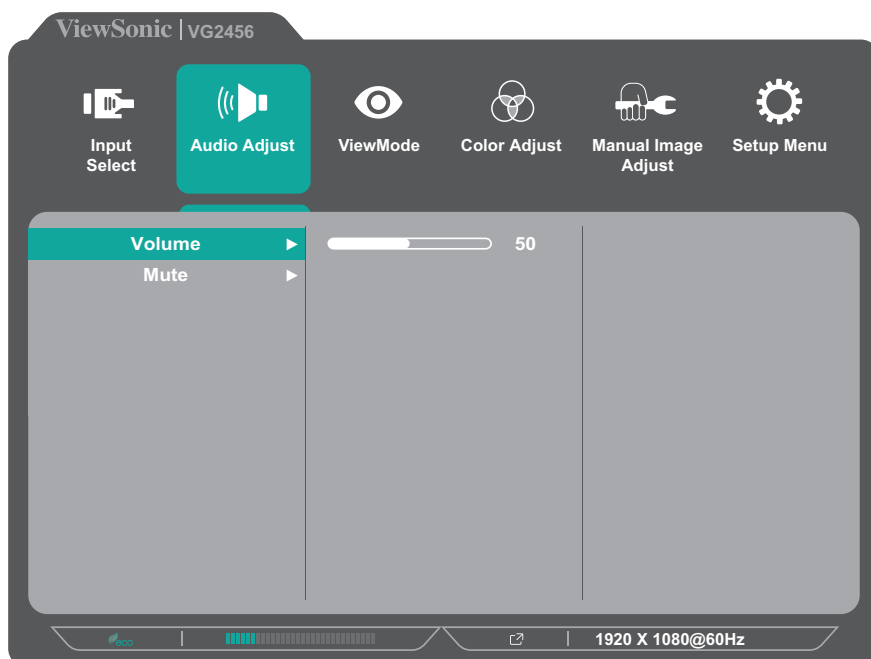 ViewSonic | VG2456
Input
Select
Audio Adjust
ViewMode
Color Adjust
Manual Image
Adjust
Setup Menu
Volume
50
Mute
eco
1920 X 1080@60Hz